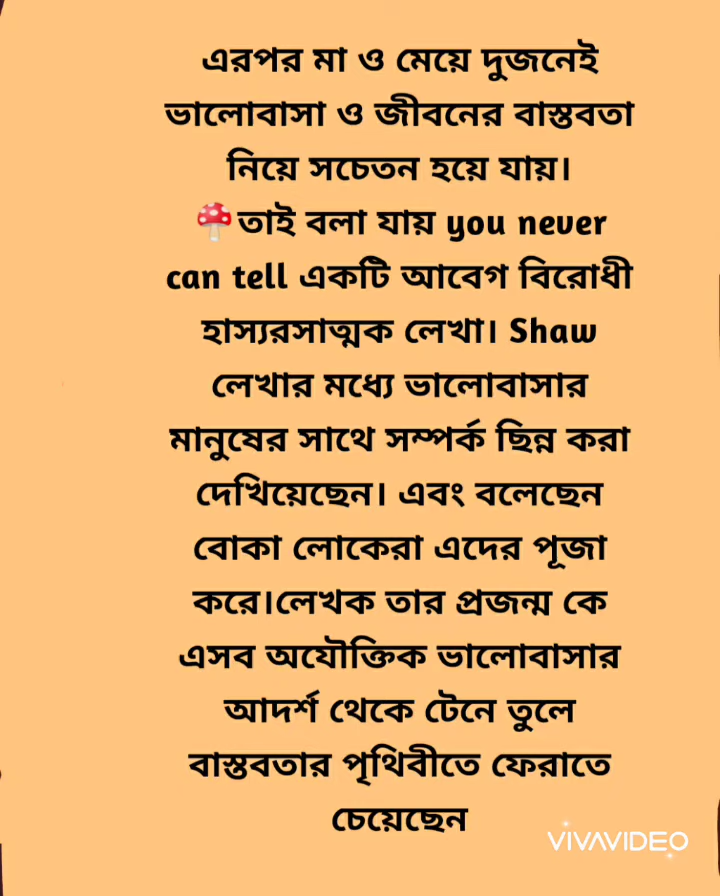 এরপর মা ও মেয়ে দুজনেই
ভালোবাসা ও জীবনের বাস্তবতা
নিয়ে সচেতন হয়ে যায়।
🍄তাই বলা যায় you never
can tell একটি আবেগ বিরোধী
হাস্যরসাত্মক লেখা। Shaw
লেখার মধ্যে ভালোবাসার
মানুষের সাথে সম্পর্ক ছিন্ন করা
দেখিয়েছেন। এবং বলেছেন
বোকা লোকেরা এদের পূজা
করে।লেখক তার প্রজন্ম কে
এসব অযৌক্তিক ভালোবাসার
আদর্শ থেকে টেনে তুলে
বাস্তবতার পৃথিবীতে ফেরাতে
চেয়েছেন
VIVAVIDEO